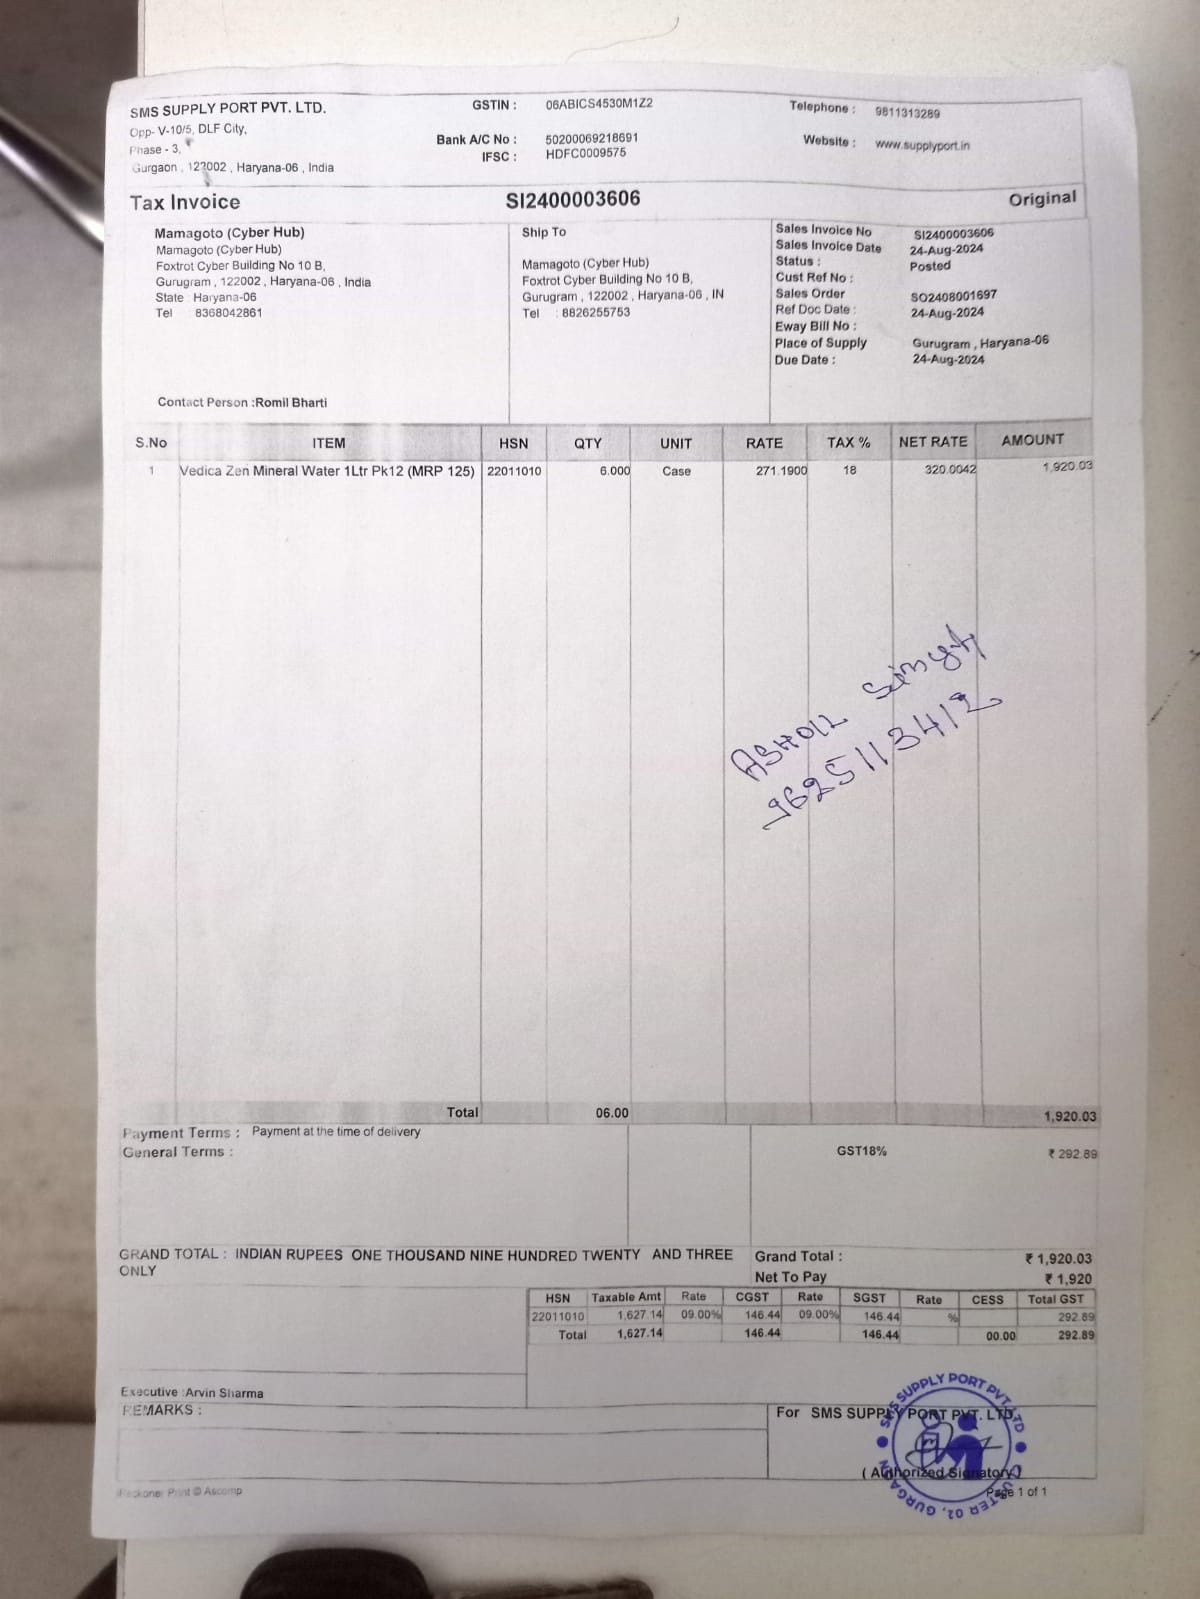 SMS SUPPLY PORT PVT. LTD.
Opp- V-10/5, DLF City,
Phase - 3,
Gurgaon , 122002 , Haryana-06 , India
GSTIN : 06ABICS4530M1Z2
Bank A/C No : 50200069218691
IFSC : HDFC0009575
Telephone : 9811313289
Website : www.supplyport.in
Tax Invoice SI2400003606 Original
Mamagoto (Cyber Hub)
Mamagoto (Cyber Hub)
Foxtrot Cyber Building No 10 B,
Gurugram , 122002 , Haryana-06 , India
State : Haryana-06
Tel : 8368042861
Contact Person :Romil Bharti
Ship To
Mamagoto (Cyber Hub)
Foxtrot Cyber Building No 10 B,
Gurugram , 122002 , Haryana-06 , IN
Tel : 8826255753
Sales Invoice No SI2400003606
Sales Invoice Date 24-Aug-2024
Status : Posted
Cust Ref No :
Sales Order SO2408001697
Ref Doc Date : 24-Aug-2024
Eway Bill No :
Place of Supply Gurugram , Haryana-06
Due Date : 24-Aug-2024
S.No ITEM HSN QTY UNIT RATE TAX % NET RATE AMOUNT
1 Vedica Zen Mineral Water 1Ltr Pk12 (MRP 125) 22011010 6.000 Case 271.1900 18 320.0042 1,920.03
Singh
9625113412
Total 06.00 1,920.03
Payment Terms : Payment at the time of delivery
General Terms :
GST18% ₹ 292.89
GRAND TOTAL : INDIAN RUPEES ONE THOUSAND NINE HUNDRED TWENTY AND THREE
ONLY
Grand Total : ₹ 1,920.03
Net To Pay ₹ 1,920
HSN Taxable Amt Rate CGST Rate SGST Rate CESS Total GST
22011010 1,627.14 09.00% 146.44 09.00% 146.44 % 292.89
Total 1,627.14 146.44 146.44 00.00 292.89
Executive :Arvin Sharma
REMARKS :
For SMS SUPPLY PORT PVT. LTD.
SMS SUPPLY PORT PVT LTD
GURGAON
( Authorized Signatory )
Reckoner Print © Ascomp
Page 1 of 1